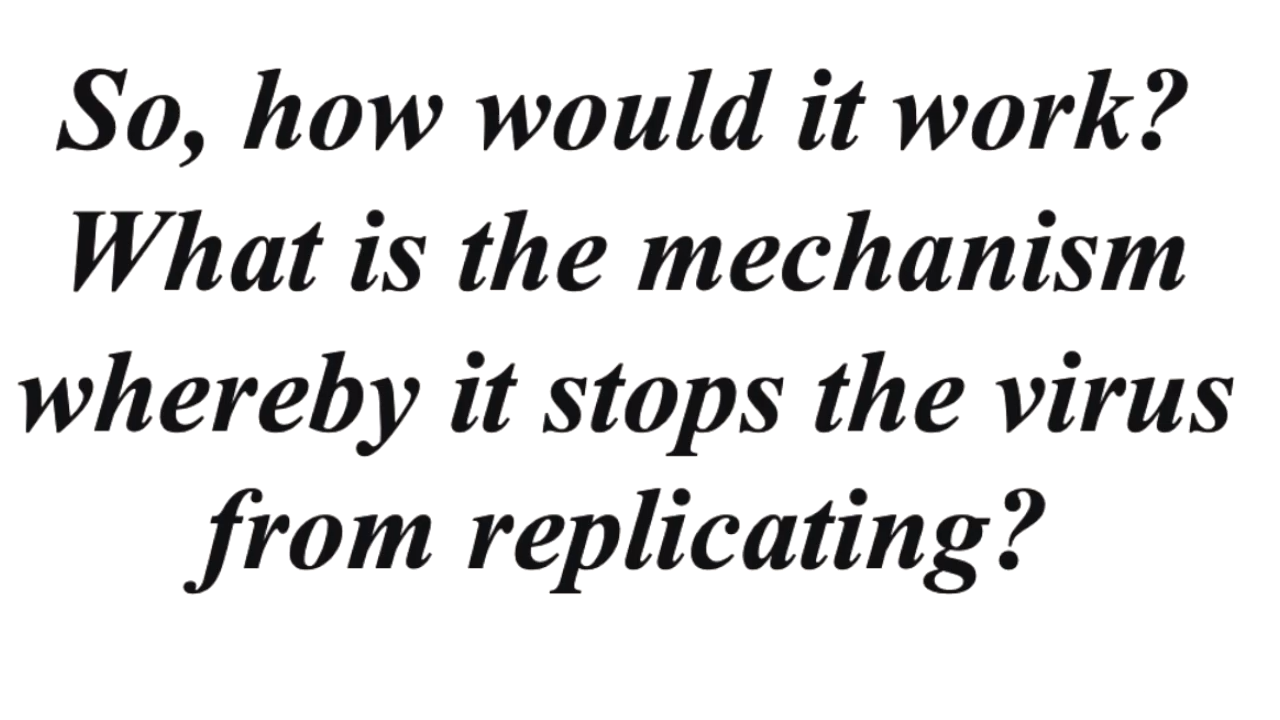 So, how would it work?
What is the mechanism
whereby it stops the virus
from replicating?